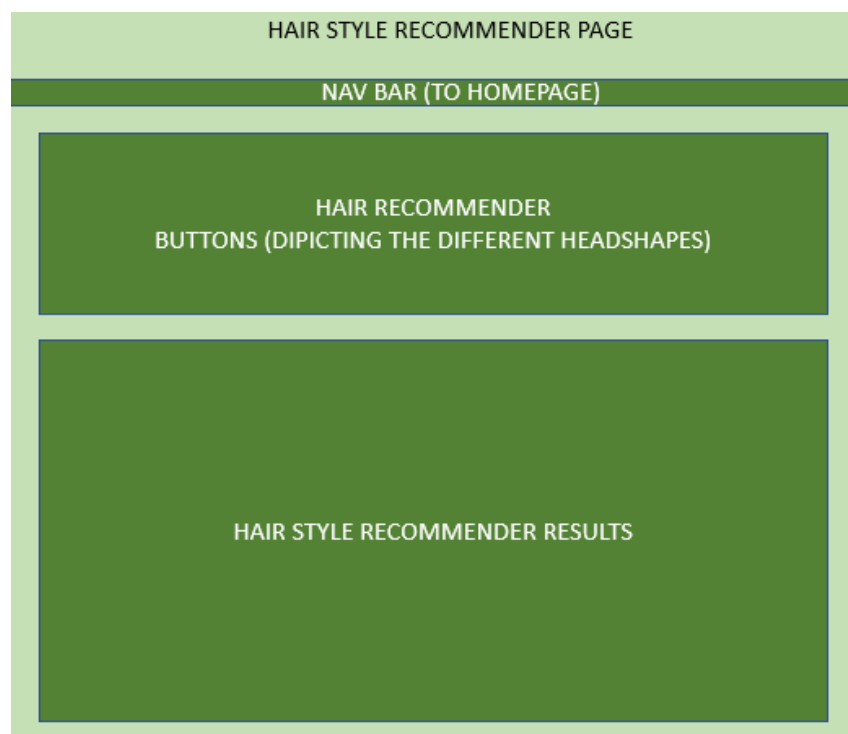 HAIR STYLE RECOMMENDER PAGE
NAV BAR (TO HOMEPAGE)
HAIR RECOMMENDER
BUTTONS (DIPICTING THE DIFFERENT HEADSHAPES)
HAIR STYLE RECOMMENDER RESULTS